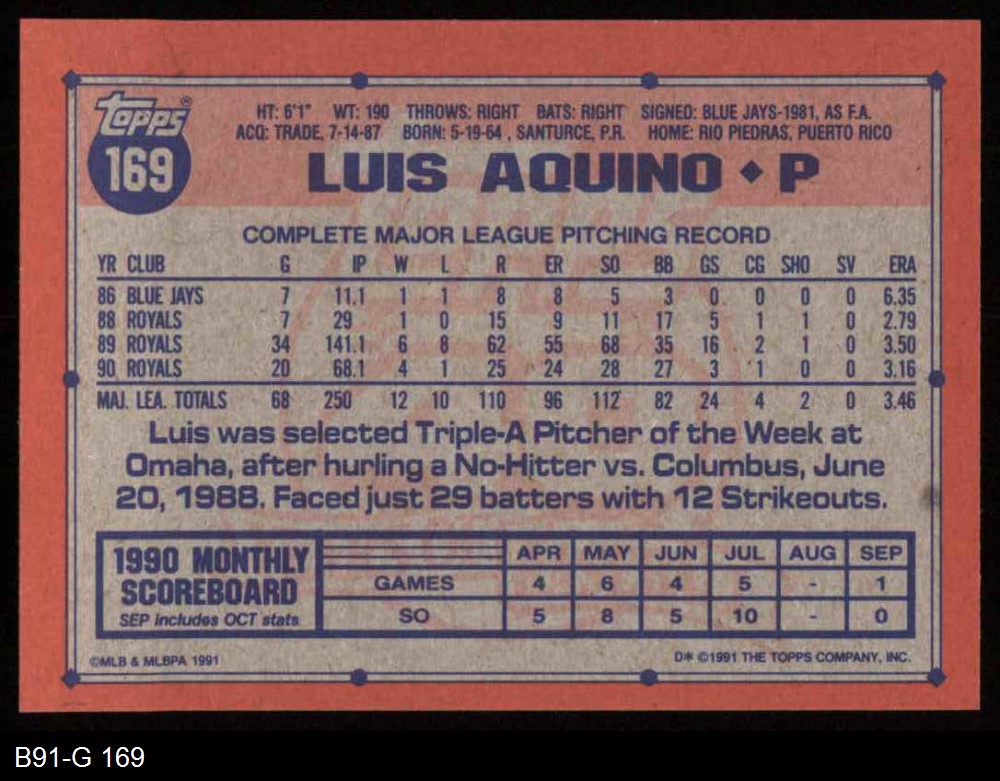 Topps®
169
HT: 6'1" WT: 190 THROWS: RIGHT BATS: RIGHT SIGNED: BLUE JAYS-1981, AS F.A.
ACQ: TRADE, 7-14-87 BORN: 5-19-64, SANTURCE, P.R. HOME: RIO PIEDRAS, PUERTO RICO
LUIS AQUINO ♦ P
COMPLETE MAJOR LEAGUE PITCHING RECORD
YR CLUB G IP W L R ER SO BB GS CG SHO SV ERA
86 BLUE JAYS 7 11.1 1 1 8 8 5 3 0 0 0 0 6.35
88 ROYALS 7 29 1 0 15 9 11 17 5 1 1 0 2.79
89 ROYALS 34 141.1 6 8 62 55 68 35 16 2 1 0 3.50
90 ROYALS 20 68.1 4 1 25 24 28 27 3 1 0 0 3.16
MAJ. LEA. TOTALS 68 250 12 10 110 96 112 82 24 4 2 0 3.46
Luis was selected Triple-A Pitcher of the Week at
Omaha, after hurling a No-Hitter vs. Columbus, June
20, 1988. Faced just 29 batters with 12 Strikeouts.
1990 MONTHLY
SCOREBOARD
SEP includes OCT stats
APR MAY JUN JUL AUG SEP
GAMES 4 6 4 5 - 1
SO 5 8 5 10 - 0
©MLB & MLBPA 1991
D* ©1991 THE TOPPS COMPANY, INC.
B91-G 169